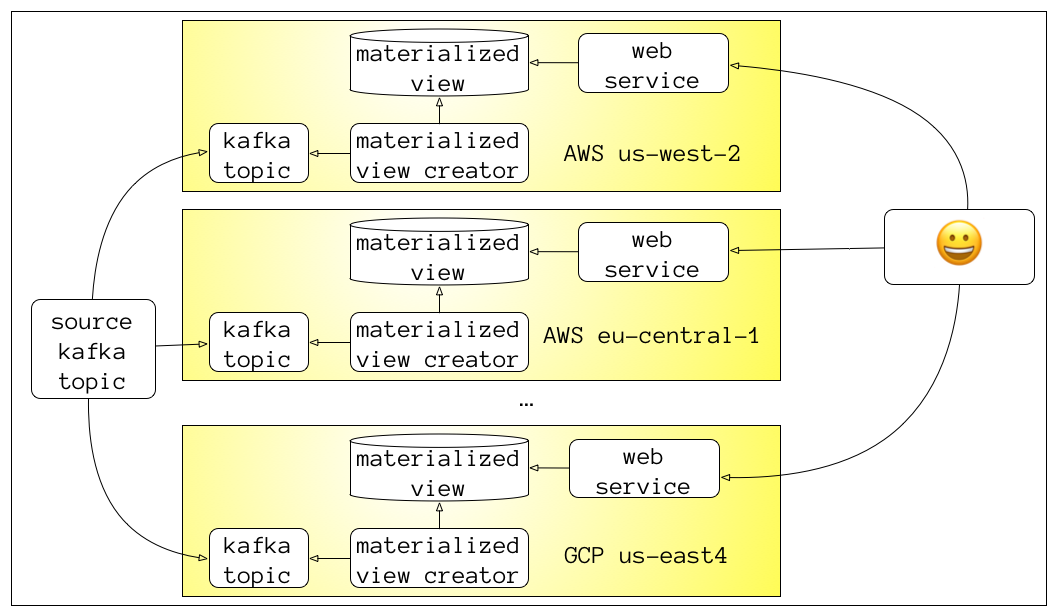 materialized
view
web
service
kafka
topic
materialized
view creator
AWS us-west-2
materialized
view
web
service
source
kafka
topic
kafka
topic
materialized
view creator
AWS eu-central-1
...
materialized
view
web
service
kafka
topic
materialized
view creator
GCP us-east4